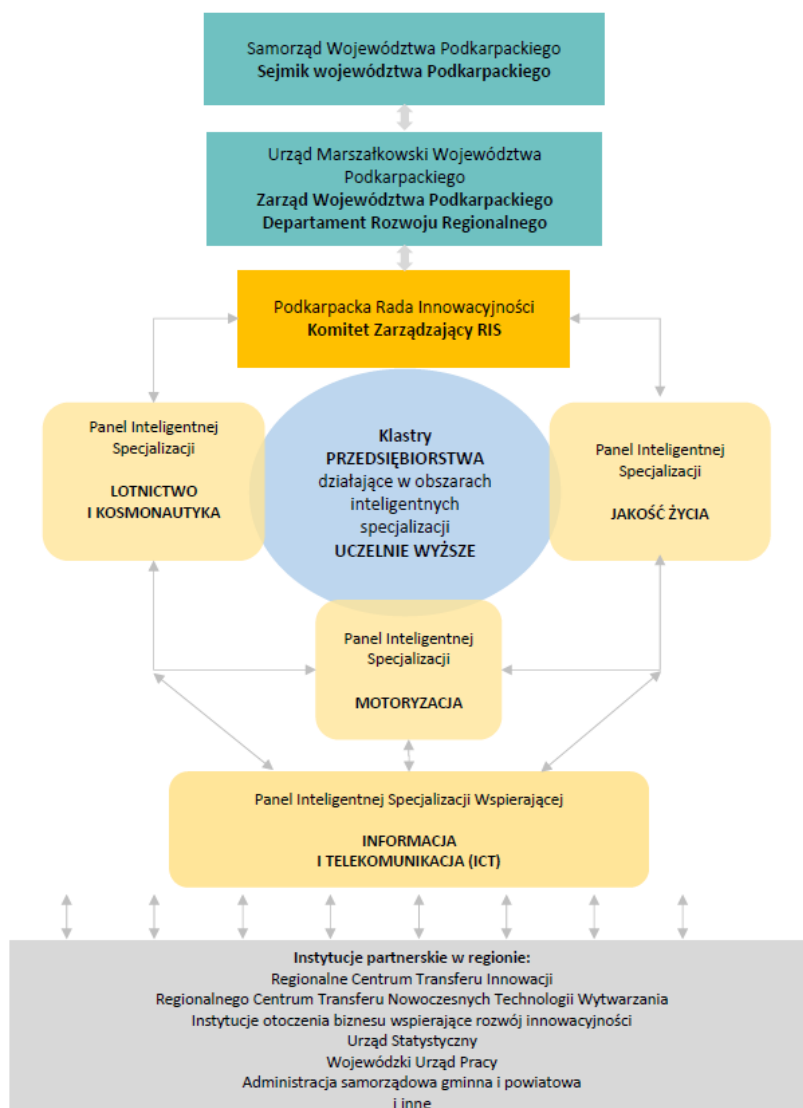 Samorząd Województwa Podkarpackiego
Sejmik województwa Podkarpackiego
Urząd Marszałkowski Województwa
Podkarpackiego
Zarząd Województwa Podkarpackiego
Departament Rozwoju Regionalnego
Podkarpacka Rada Innowacyjności
Komitet Zarządzający RIS
Panel Inteligentnej
Specjalizacji
LOTNICTWO
I KOSMONAUTYKA
Klastry
PRZEDSIĘBIORSTWA
działające w obszarach
inteligentnych
specjalizacji
UCZELNIE WYŻSZE
Panel Inteligentnej
Specjalizacji
JAKOŚĆ ŻYCIA
Panel Inteligentnej
Specjalizacji
MOTORYZACJA
Panel Inteligentnej Specjalizacji Wspierającej
INFORMACJA
I TELEKOMUNIKACJA (ICT)
Instytucje partnerskie w regionie:
Regionalne Centrum Transferu Innowacji
Regionalnego Centrum Transferu Nowoczesnych Technologii Wytwarzania
Instytucje otoczenia biznesu wspierające rozwój innowacyjności
Urząd Statystyczny
Wojewódzki Urząd Pracy
Administracja samorządowa gminna i powiatowa
i inne